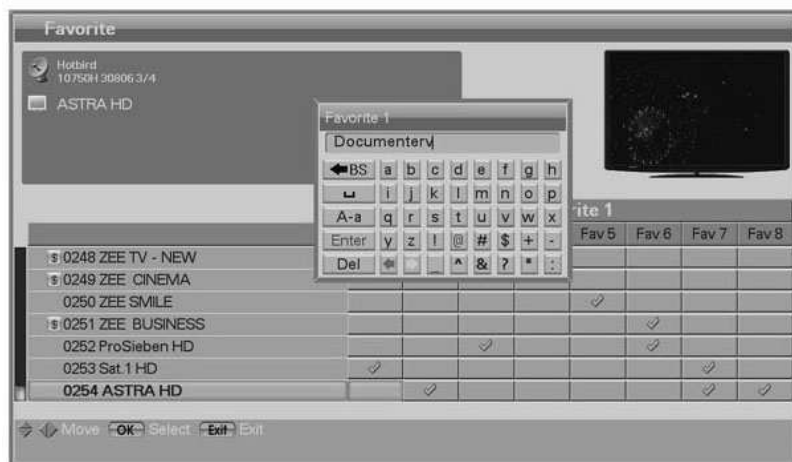 Favorite
Hotbird
10750H 30806 3/4
ASTRA HD
Favorite 1
Documenterv
BS a b c d e f g h
i j k l m n o p
A-a q r s t u v w x
Enter y z ! @ # $ + -
Del _ ^ & ? * :
rite 1
Fav 5 Fav 6 Fav 7 Fav 8
$ 0248 ZEE TV - NEW
$ 0249 ZEE CINEMA
0250 ZEE SMILE
$ 0251 ZEE BUSINESS
0252 ProSieben HD
0253 Sat.1 HD
0254 ASTRA HD
Move OK Select Exit Exit